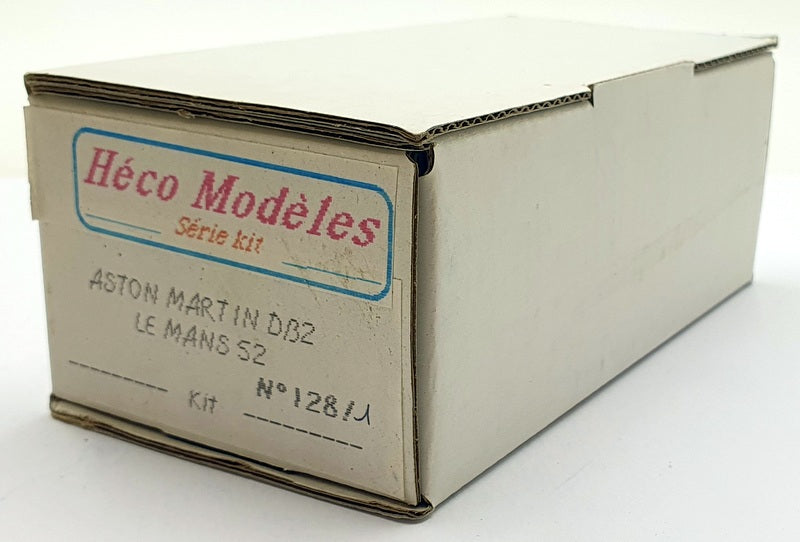 Héco Modèles
Série kit
ASTON MARTIN DB2
LE MANS 52
Kit N° 128/1